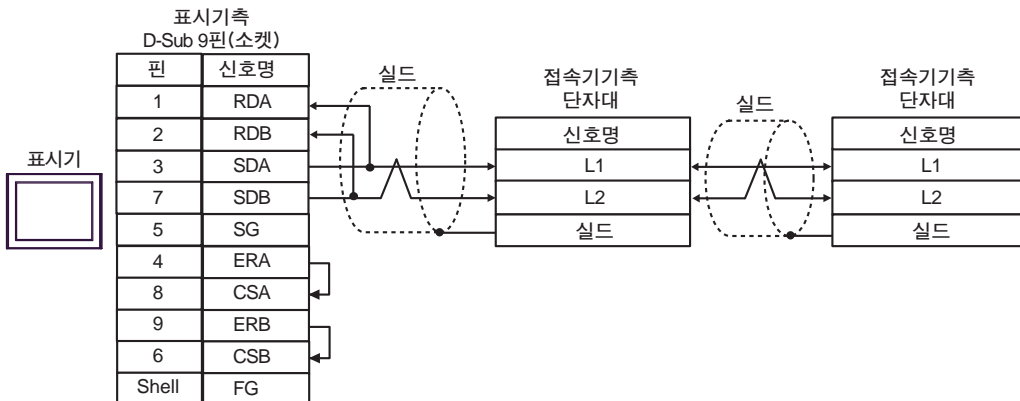 표시기측
D-Sub 9핀(소켓)
핀 신호명
1 RDA
2 RDB
3 SDA
7 SDB
5 SG
4 ERA
8 CSA
9 ERB
6 CSB
Shell FG
표시기
실드
접속기기측
단자대
신호명
L1
L2
실드
실드
접속기기측
단자대
신호명
L1
L2
실드